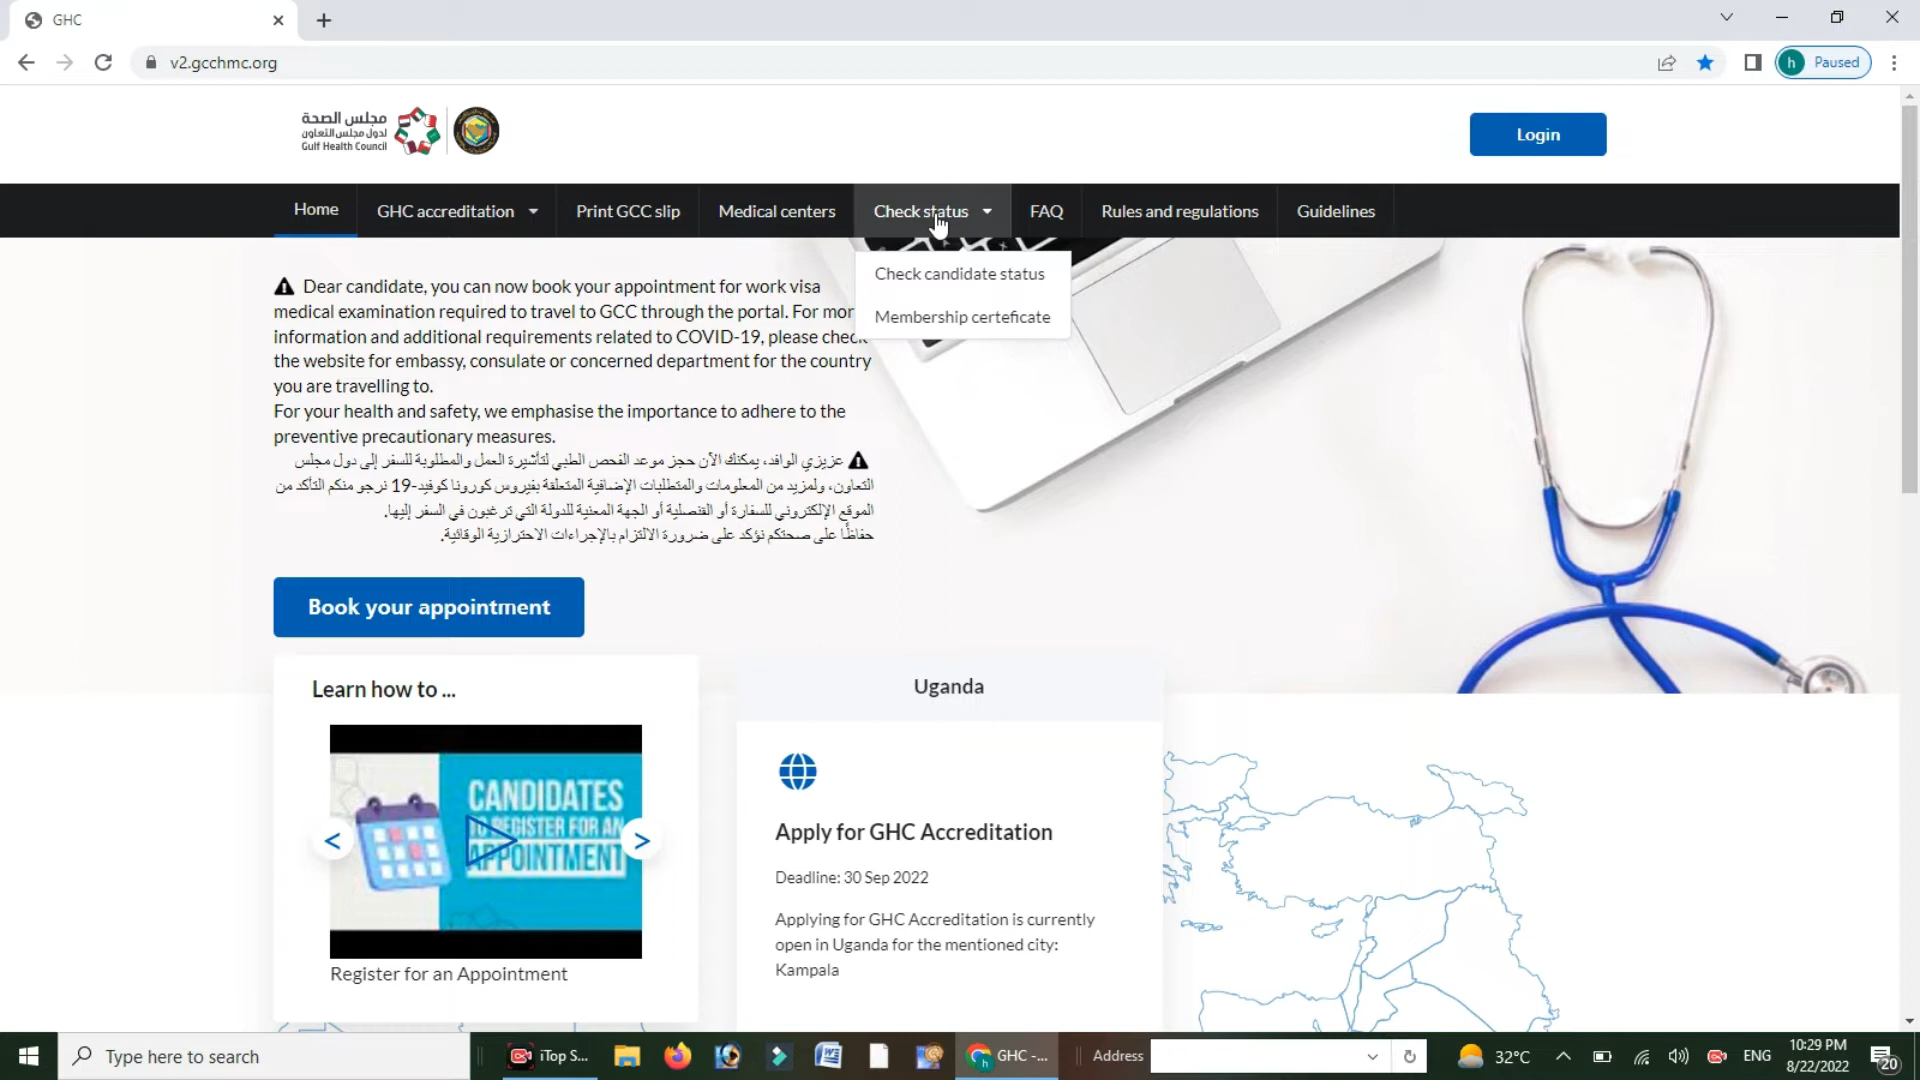 GHC
v2.gcchmc.org
h Paused
مجلس الصحة
لدول مجلس التعاون
Gulf Health Council
Login
Home
GHC accreditation
Print GCC slip
Medical centers
Check status
FAQ
Rules and regulations
Guidelines
Check candidate status
Membership certeficate
Dear candidate, you can now book your appointment for work visa
medical examination required to travel to GCC through the portal. For mor
information and additional requirements related to COVID-19, please check
the website for embassy, consulate or concerned department for the country
you are travelling to.
For your health and safety, we emphasise the importance to adhere to the
preventive precautionary measures.
عزيزي الوافد، يمكنك الآن حجز موعد الفحص الطبي لتأشيرة العمل والمطلوبة للسفر إلى دول مجلس
التعاون، ولمزيد من المعلومات والمتطلبات الإضافية المتعلقة بفيروس كورونا كوفيد-19 نرجو منكم التأكد من
الموقع الإلكتروني للسفارة أو القنصلية أو الجهة المعنية للدولة التي ترغبون في السفر إليها.
حفاظًا على صحتكم نؤكد على ضرورة الالتزام بالإجراءات الاحترازية الوقائية.
Book your appointment
Learn how to ...
CANDIDATES
TO REGISTER FOR AN
APPOINTMENT
< >
Register for an Appointment
Uganda
Apply for GHC Accreditation
Deadline: 30 Sep 2022
Applying for GHC Accreditation is currently
open in Uganda for the mentioned city:
Kampala
Type here to search
iTop S...
GHC -...
Address
32°C
ENG
10:29 PM
8/22/2022
20